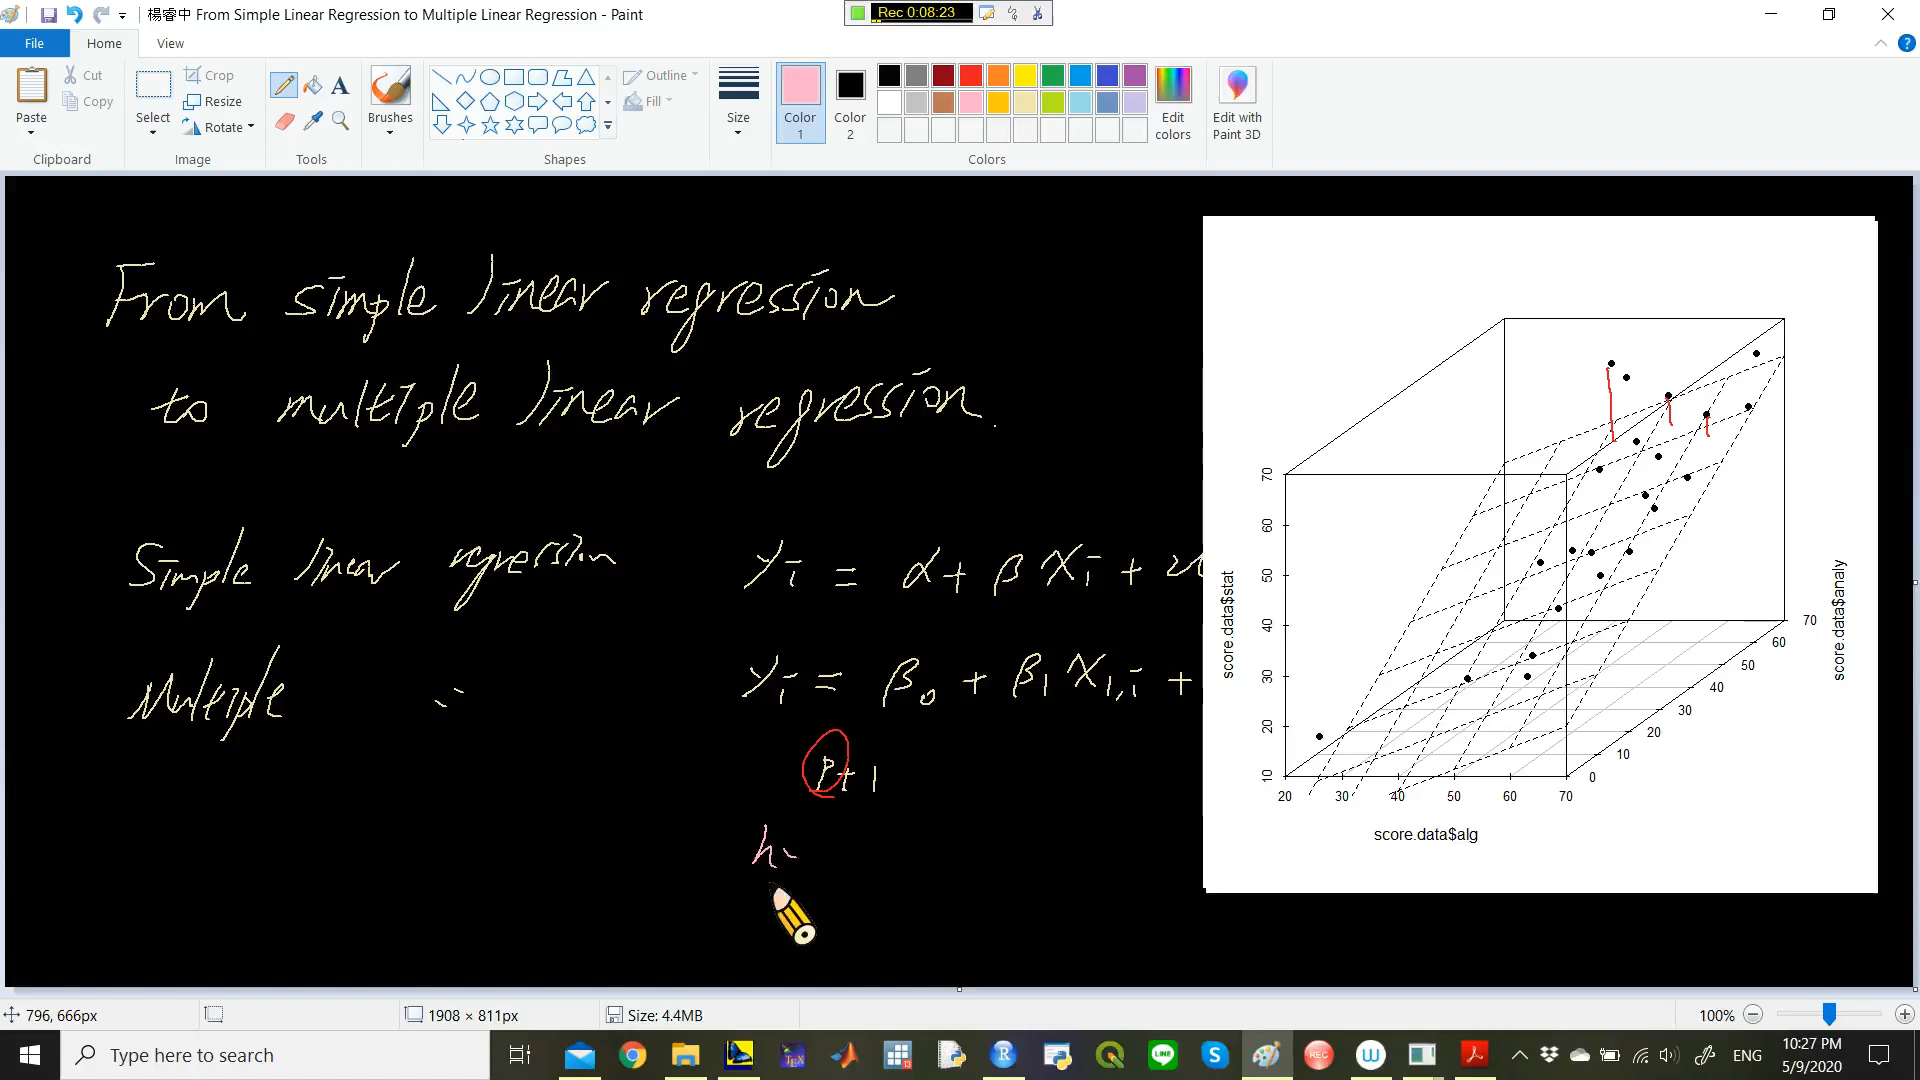 楊睿中 From Simple Linear Regression to Multiple Linear Regression - Paint
Rec 0:08:23
File Home View
Paste
Cut
Copy
Clipboard
Select
Crop
Resize
Rotate
Image
Tools
Brushes
Outline
Fill
Shapes
Size
Color 1
Color 2
Colors
Edit colors
Edit with Paint 3D
From simple linear regression
to multiple linear regression.
Simple linear regression yi = α + β Xi + u
Multiple yi = β0 + β1 X1,i +
p+1
h
score.data$stat
70
60
50
40
30
20
10
20 30 40 50 60 70
score.data$alg
0
10
20
30
40
50
60
70
score.data$analy
796, 666px
1908 × 811px
Size: 4.4MB
100%
Type here to search
TEX
13
R
REC
LINE
S
W
ENG
10:27 PM
5/9/2020